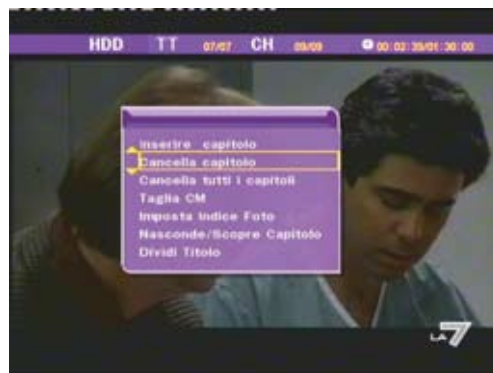 HDD TT 07/07 CH 09/09 00:02:39/01:30:00
Inserire capitolo
Cancella capitolo
Cancella tutti i capitoli
Taglia CM
Imposta Indice Foto
Nasconde/Scopre Capitolo
Dividi Titolo
LA7